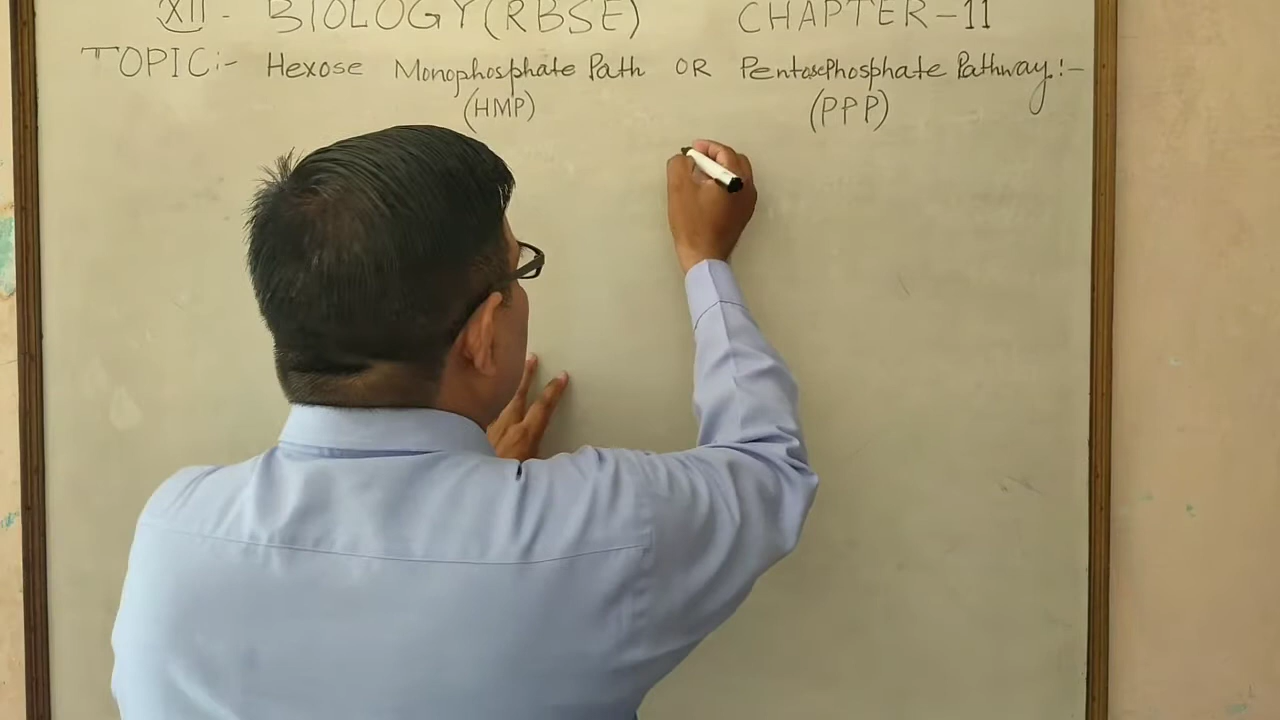 XII - BIOLOGY (RBSE) CHAPTER-11
TOPIC:- Hexose Monophosphate Path OR PentosePhosphate Pathway:-
(HMP) (PPP)